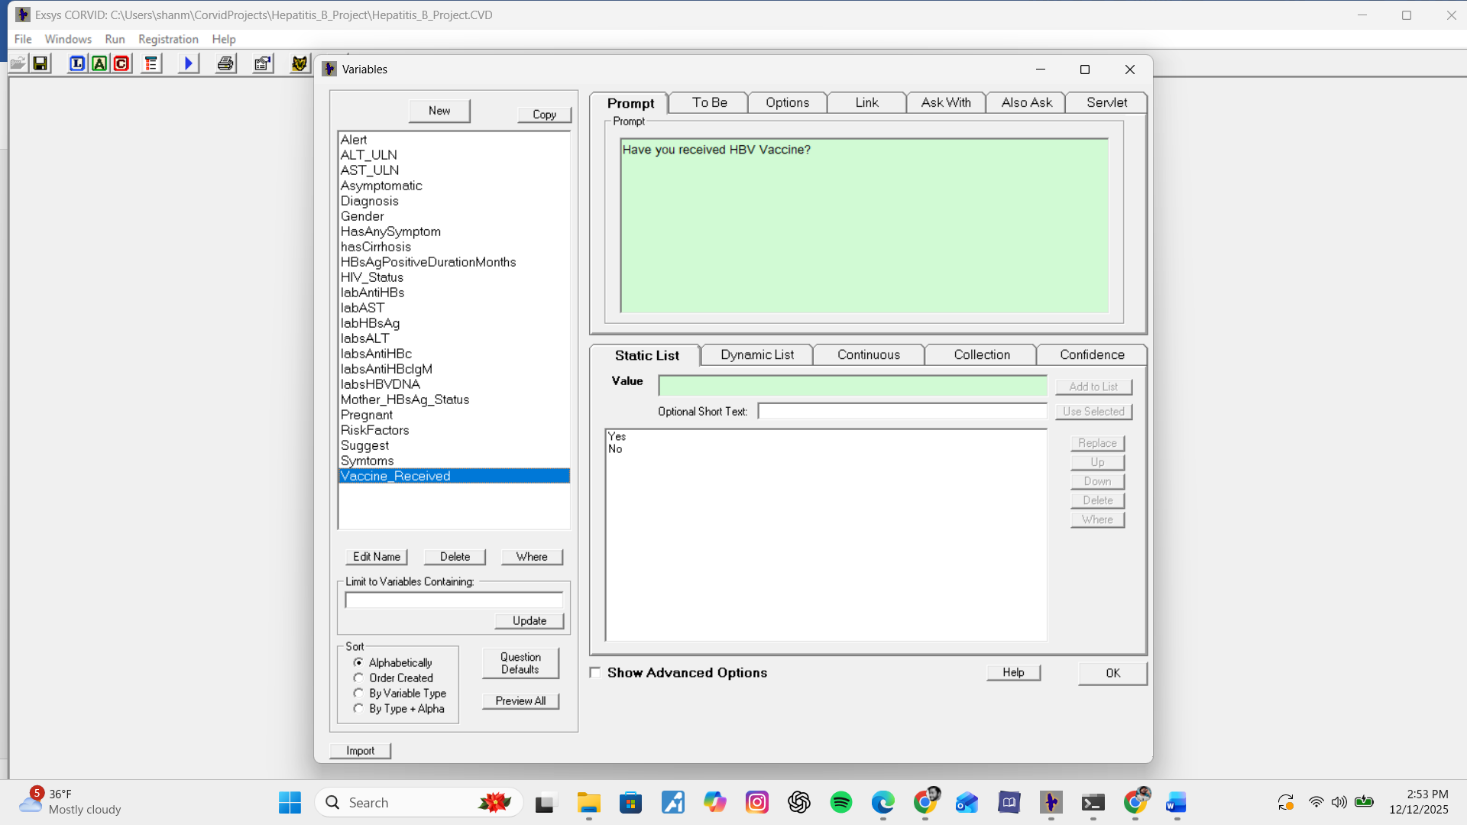 Exsys CORVID: C:\Users\shanm\CorvidProjects\Hepatitis_B_Project\Hepatitis_B_Project.CVD
File Windows Run Registration Help
L A C
Variables
New
Copy
Alert
ALT_ULN
AST_ULN
Asymptomatic
Diagnosis
Gender
HasAnySymptom
hasCirrhosis
HBsAgPositiveDurationMonths
HIV_Status
labAntiHBs
labAST
labHBsAg
labsALT
labsAntiHBc
labsAntiHBcIgM
labsHBVDNA
Mother_HBsAg_Status
Pregnant
RiskFactors
Suggest
Symtoms
Vaccine_Received
Edit Name Delete Where
Limit to Variables Containing:
Update
Sort
Alphabetically
Order Created
By Variable Type
By Type + Alpha
Question Defaults
Preview All
Import
Prompt To Be Options Link Ask With Also Ask Servlet
Prompt
Have you received HBV Vaccine?
Static List Dynamic List Continuous Collection Confidence
Value
Add to List
Optional Short Text:
Use Selected
Yes
No
Replace
Up
Down
Delete
Where
Show Advanced Options
Help
OK
5
36°F
Mostly cloudy
Search
2:53 PM
12/12/2025